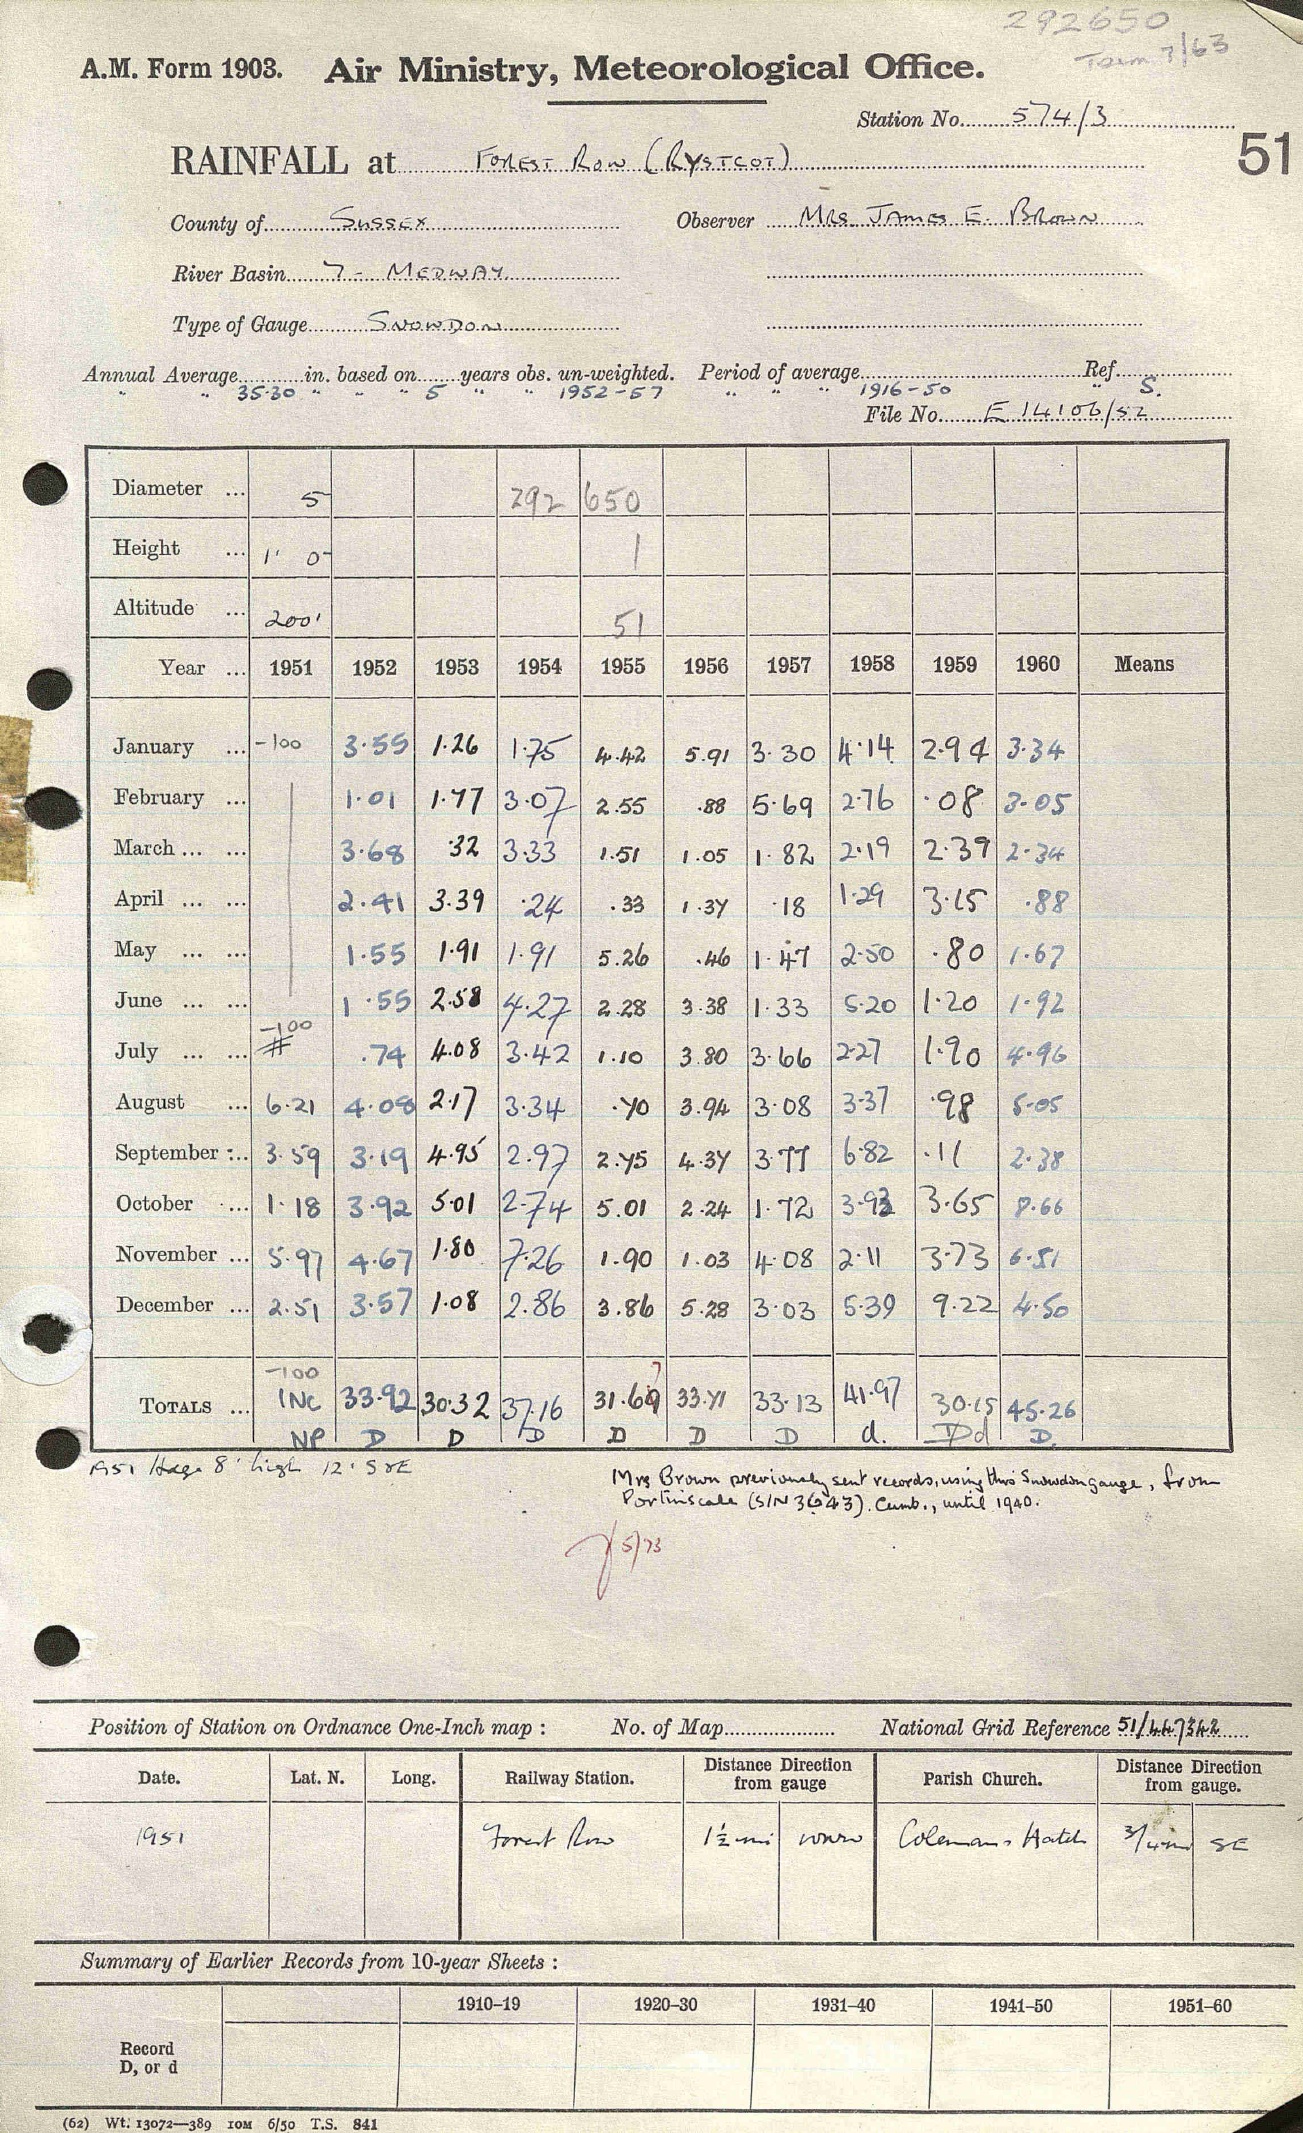 292650
Term 7/63
A.M. Form 1903. Air Ministry, Meteorological Office.
Station No. 574/3
51
RAINFALL at FOREST ROW (RYSTCOT)
County of SUSSEX Observer MRS. JAMES E. BROWN
River Basin 7 - MEDWAY
Type of Gauge SNOWDON
Annual Average in. based on years obs. un-weighted. Period of average Ref.
" " 35.30 " " " 5 " " 1952-57 " " " 1916-50 " S.
File No. E 14106/52
Diameter ... 5 292 650
Height ... 1' 0" 1
Altitude ... 200' 51
Year ... 1951 1952 1953 1954 1955 1956 1957 1958 1959 1960 Means
January ... -100 3.55 1.26 1.75 4.42 5.91 3.30 4.14 2.94 3.34
February ... 1.01 1.77 3.07 2.55 .88 5.69 2.76 .08 3.05
March ... ... 3.68 .32 3.33 1.51 1.05 1.82 2.19 2.39 2.34
April ... ... 2.41 3.39 .24 .33 1.37 .18 1.29 3.15 .88
May ... ... 1.55 1.91 1.91 5.26 .46 1.47 2.50 .80 1.67
June ... ... 1.55 2.58 4.27 2.28 3.38 1.33 5.20 1.20 1.92
July ... ... -100 # .74 4.08 3.42 1.10 3.80 3.66 2.27 1.90 4.96
August ... 6.21 4.08 2.17 3.34 .70 3.94 3.08 3.37 .98 5.05
September ... 3.59 3.19 4.95 2.97 2.75 4.37 3.77 6.82 .11 2.38
October ... 1.18 3.92 5.01 2.74 5.01 2.24 1.72 3.93 3.65 8.66
November ... 5.97 4.67 1.80 7.26 1.90 1.03 4.08 2.11 3.73 6.51
December ... 2.51 3.57 1.08 2.86 3.86 5.28 3.03 5.39 9.22 4.50
-100 7
TOTALS ... INC 33.92 30.32 37.16 31.69 33.71 33.13 41.97 30.15 45.26
NP D D D D D D d. D d D.
1951 Hedge 8' high 12' S & E
Mrs Brown previously sent records, using this Snowdon gauge, from
Portinscale (S/N 3643). Cumb., until 1940.
5/73
Position of Station on Ordnance One-Inch map : No. of Map National Grid Reference 51/447342
Date. Lat. N. Long. Railway Station. Distance Direction from gauge Parish Church. Distance Direction from gauge.
1951 Forest Row 1½ mi WNW Colemans Hatch 3/4 mi SE
Summary of Earlier Records from 10-year Sheets :
1910–19 1920–30 1931–40 1941–50 1951–60
Record
D, or d
(62) Wt. 13072—389 10M 6/50 T.S. 841